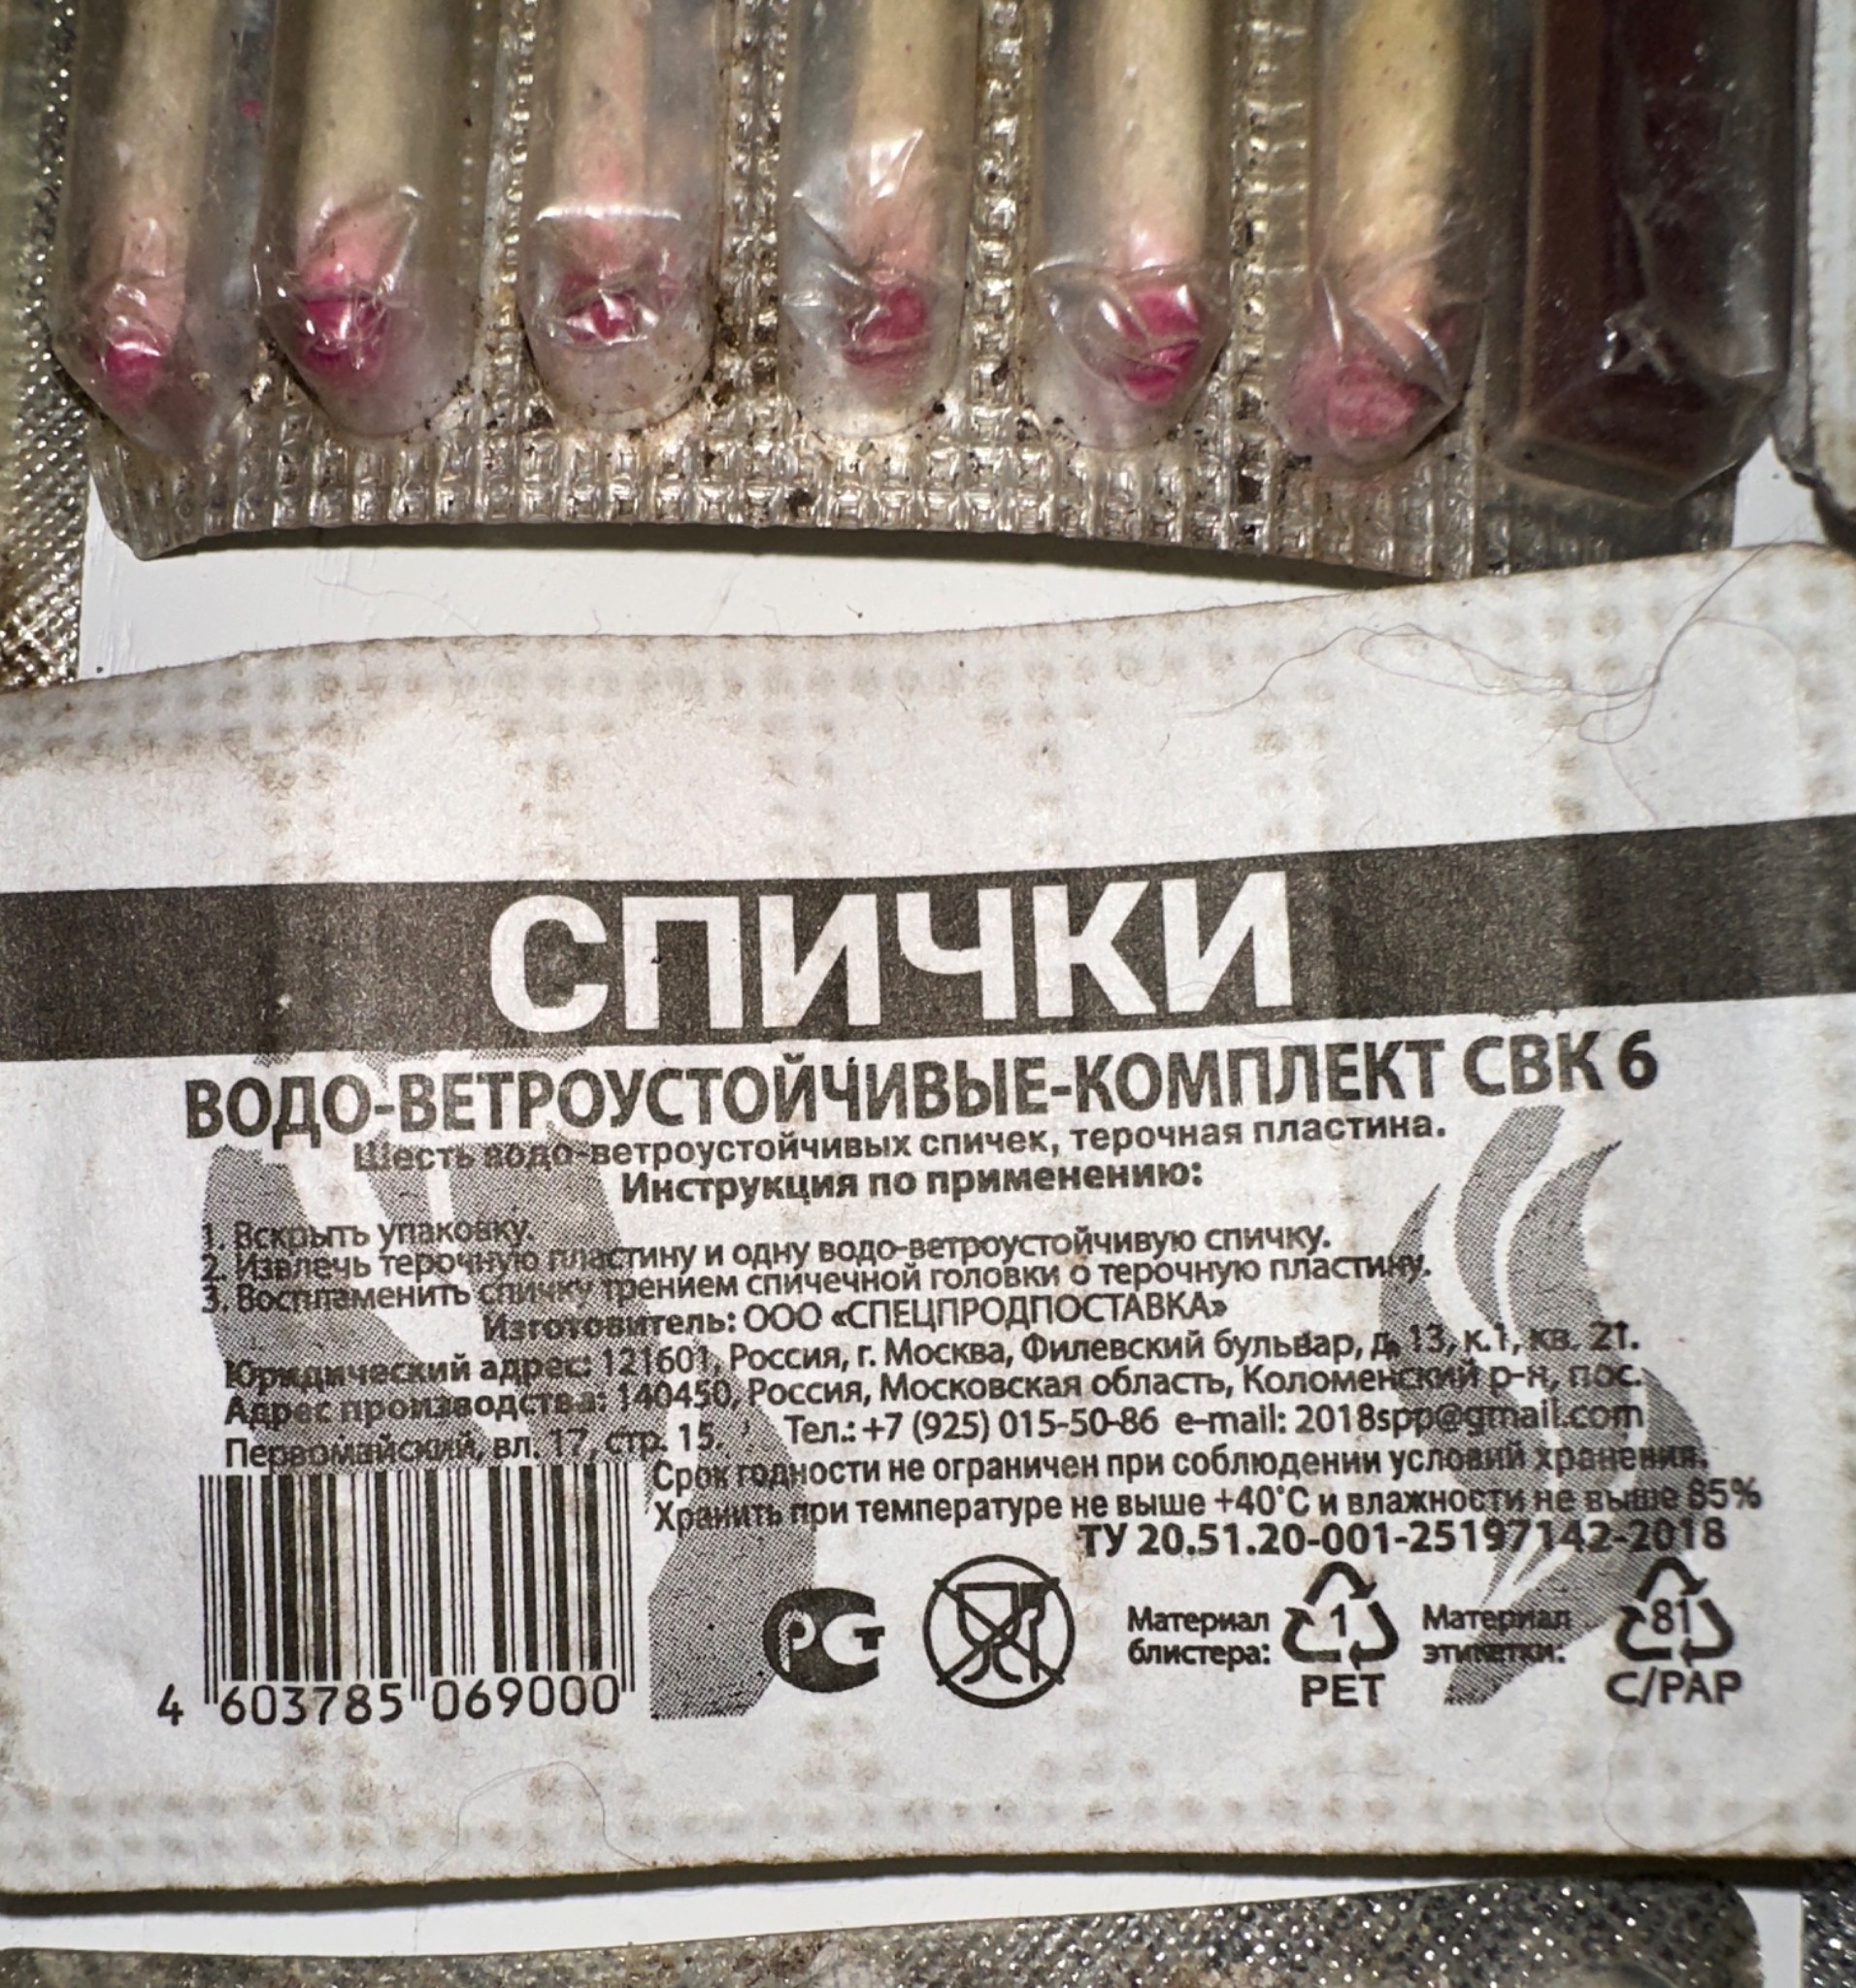 СПИЧКИ
ВОДО-ВЕТРОУСТОЙЧИВЫЕ-КОМПЛЕКТ СВК 6
Шесть водо-ветроустойчивых спичек, терочная пластина.
Инструкция по применению:
1. Вскрыть упаковку.
2. Извлечь терочную пластину и одну водо-ветроустойчивую спичку.
3. Воспламенить спичку трением спичечной головки о терочную пластину.
Изготовитель: ООО «СПЕЦПРОДПОСТАВКА»
Юридический адрес: 121601, Россия, г. Москва, Филевский бульвар, д. 13, к.1, кв. 21.
Адрес производства: 140450, Россия, Московская область, Коломенский р-н, пос.
Первомайский, вл. 17, стр. 15. Тел.: +7 (925) 015-50-86 e-mail: 2018spp@gmail.com
Срок годности не ограничен при соблюдении условий хранения.
Хранить при температуре не выше +40°С и влажности не выше 85%
ТУ 20.51.20-001-25197142-2018
4 603785 069000
РСТ
Материал блистера: 1 PET
Материал этикетки: 81 C/PAP